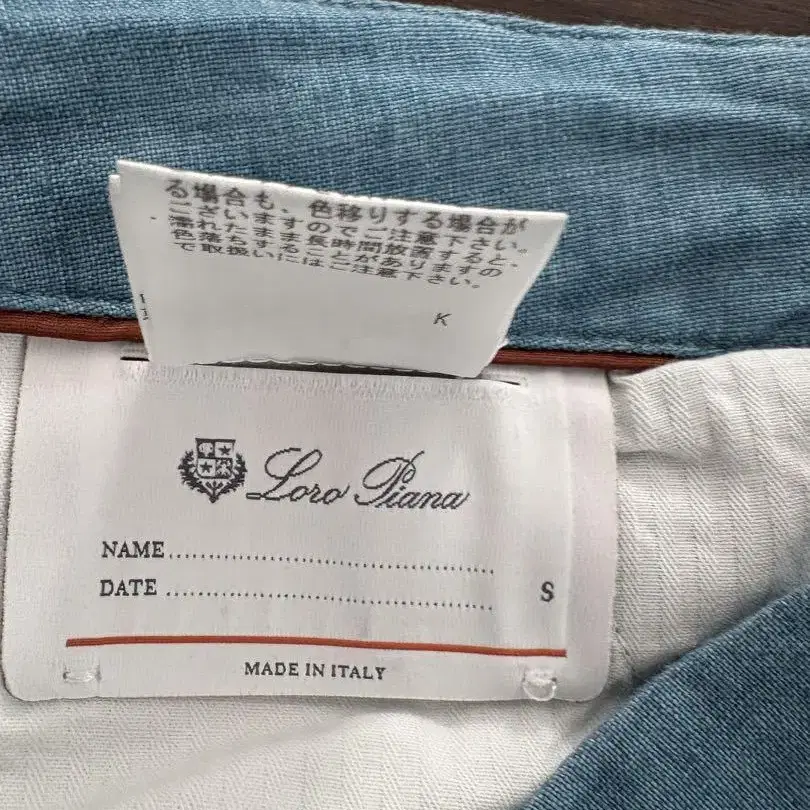 る場合も、色移りする場合が
ございますのでご注意下さい。
濡れたまま長時間放置すると、
色落ちすることがありますの
で取扱いにはご注意下さい。
K
Loro Piana
NAME
DATE
S
MADE IN ITALY